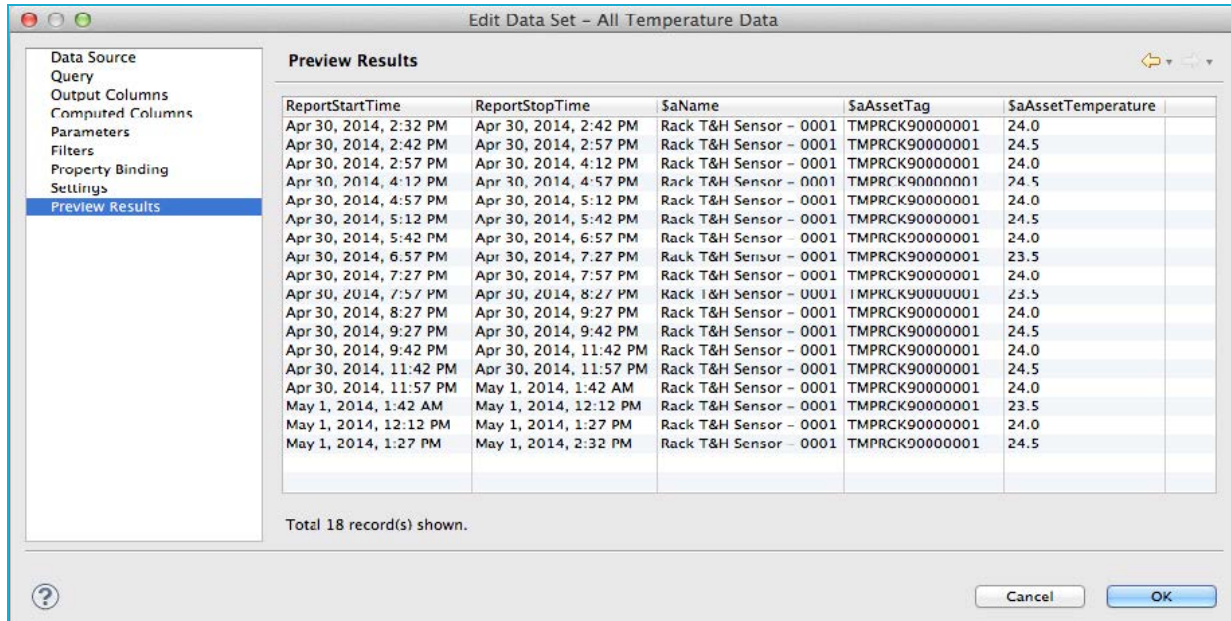 Edit Data Set – All Temperature Data
Data Source
Query
Output Columns
Computed Columns
Parameters
Filters
Property Binding
Settings
Preview Results
Preview Results
ReportStartTime ReportStopTime $aName $aAssetTag $aAssetTemperature
Apr 30, 2014, 2:32 PM Apr 30, 2014, 2:42 PM Rack T&H Sensor – 0001 TMPRCK90000001 24.0
Apr 30, 2014, 2:42 PM Apr 30, 2014, 2:57 PM Rack T&H Sensor – 0001 TMPRCK90000001 24.5
Apr 30, 2014, 2:57 PM Apr 30, 2014, 4:12 PM Rack T&H Sensor – 0001 TMPRCK90000001 24.0
Apr 30, 2014, 4:12 PM Apr 30, 2014, 4:57 PM Rack T&H Sensor – 0001 TMPRCK90000001 24.5
Apr 30, 2014, 4:57 PM Apr 30, 2014, 5:12 PM Rack T&H Sensor – 0001 TMPRCK90000001 24.0
Apr 30, 2014, 5:12 PM Apr 30, 2014, 5:42 PM Rack T&H Sensor – 0001 TMPRCK90000001 24.5
Apr 30, 2014, 5:42 PM Apr 30, 2014, 6:57 PM Rack T&H Sensor – 0001 TMPRCK90000001 24.0
Apr 30, 2014, 6:57 PM Apr 30, 2014, 7:27 PM Rack T&H Sensor – 0001 TMPRCK90000001 23.5
Apr 30, 2014, 7:27 PM Apr 30, 2014, 7:57 PM Rack T&H Sensor – 0001 TMPRCK90000001 24.0
Apr 30, 2014, 7:57 PM Apr 30, 2014, 8:27 PM Rack T&H Sensor – 0001 TMPRCK90000001 23.5
Apr 30, 2014, 8:27 PM Apr 30, 2014, 9:27 PM Rack T&H Sensor – 0001 TMPRCK90000001 24.0
Apr 30, 2014, 9:27 PM Apr 30, 2014, 9:42 PM Rack T&H Sensor – 0001 TMPRCK90000001 24.5
Apr 30, 2014, 9:42 PM Apr 30, 2014, 11:42 PM Rack T&H Sensor – 0001 TMPRCK90000001 24.0
Apr 30, 2014, 11:42 PM Apr 30, 2014, 11:57 PM Rack T&H Sensor – 0001 TMPRCK90000001 24.5
Apr 30, 2014, 11:57 PM May 1, 2014, 1:42 AM Rack T&H Sensor – 0001 TMPRCK90000001 24.0
May 1, 2014, 1:42 AM May 1, 2014, 12:12 PM Rack T&H Sensor – 0001 TMPRCK90000001 23.5
May 1, 2014, 12:12 PM May 1, 2014, 1:27 PM Rack T&H Sensor – 0001 TMPRCK90000001 24.0
May 1, 2014, 1:27 PM May 1, 2014, 2:32 PM Rack T&H Sensor – 0001 TMPRCK90000001 24.5
Total 18 record(s) shown.
?
Cancel OK